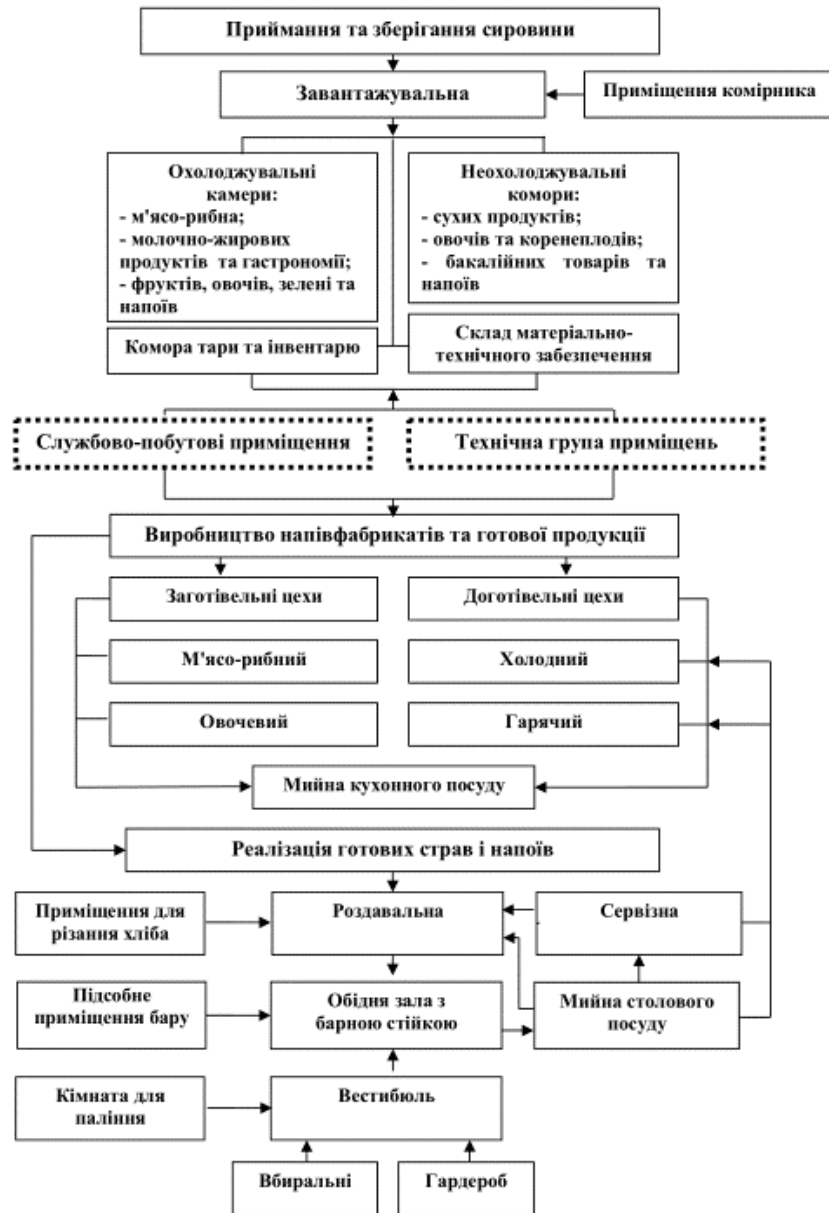 Приймання та зберігання сировини
Завантажувальна
Приміщення комірника
Охолоджувальні
камери:
- м'ясо-рибна;
- молочно-жирових
продуктів та гастрономії;
- фруктів, овочів, зелені та
напоїв
Неохолоджувальні
комори:
- сухих продуктів;
- овочів та коренеплодів;
- бакалійних товарів та
напоїв
Комора тари та інвентарю
Склад матеріально-
технічного забезпечення
Службово-побутові приміщення
Технічна група приміщень
Виробництво напівфабрикатів та готової продукції
Заготівельні цехи
Доготівельні цехи
М'ясо-рибний
Холодний
Овочевий
Гарячий
Мийна кухонного посуду
Реалізація готових страв і напоїв
Приміщення для
різання хліба
Роздавальна
Сервізна
Підсобне
приміщення бару
Обідня зала з
барною стійкою
Мийна столового
посуду
Кімната для
паління
Вестибюль
Вбиральні
Гардероб